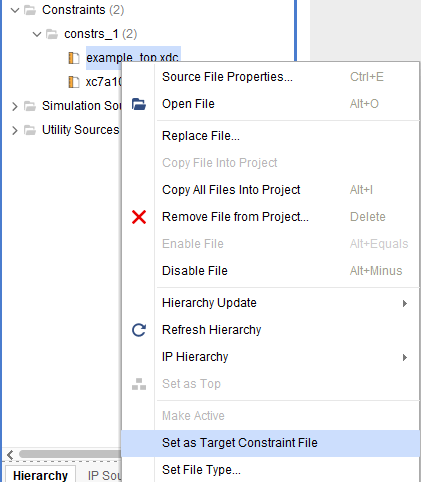 Constraints (2)
constrs_1 (2)
example_top.xdc
xc7a10
Simulation Sou
Utility Sources
Source File Properties... Ctrl+E
Open File Alt+O
Replace File...
Copy File Into Project
Copy All Files Into Project Alt+I
Remove File from Project... Delete
Enable File Alt+Equals
Disable File Alt+Minus
Hierarchy Update
Refresh Hierarchy
IP Hierarchy
Set as Top
Make Active
Set as Target Constraint File
Set File Type...
Hierarchy IP Sou